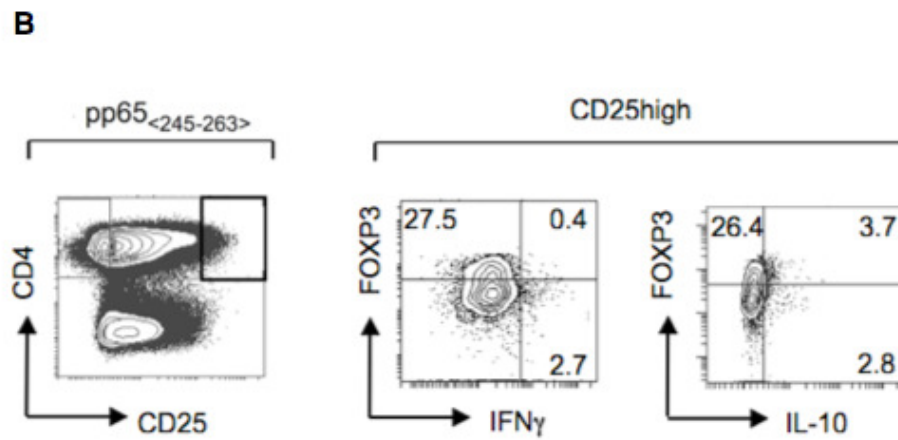 B
pp65<245-263>
CD25high
CD4
CD25
FOXP3
27.5 0.4
2.7
IFNγ
FOXP3
26.4 3.7
2.8
IL-10